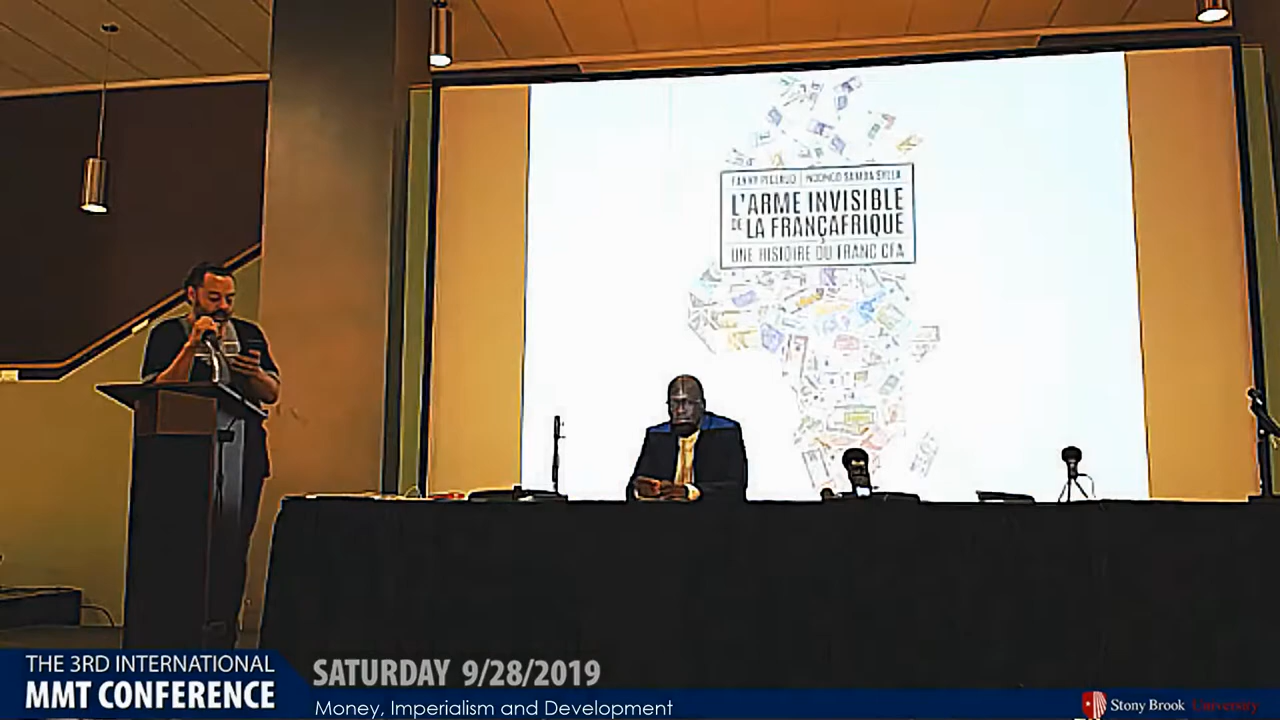 FANNY PIGEAUD | NDONGO SAMBA SYLLA
L'ARME INVISIBLE
DE LA FRANÇAFRIQUE
UNE HISTOIRE DU FRANC CFA
THE 3RD INTERNATIONAL
MMT CONFERENCE
SATURDAY 9/28/2019
Money, Imperialism and Development
Stony Brook University